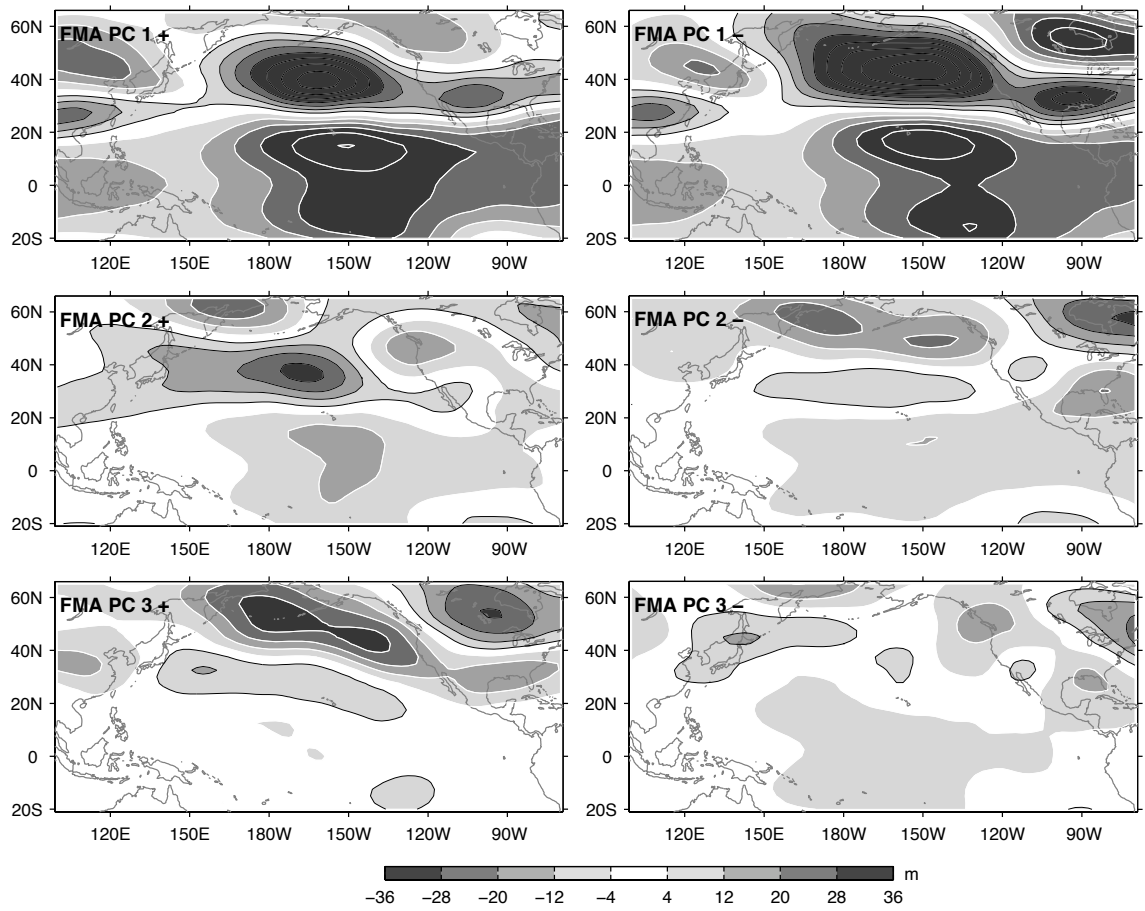 FMA PC 1 +
60N
40N
20N
0
20S
120E 150E 180W 150W 120W 90W
FMA PC 1 –
60N
40N
20N
0
20S
120E 150E 180W 150W 120W 90W
FMA PC 2 +
60N
40N
20N
0
20S
120E 150E 180W 150W 120W 90W
FMA PC 2 –
60N
40N
20N
0
20S
120E 150E 180W 150W 120W 90W
FMA PC 3 +
60N
40N
20N
0
20S
120E 150E 180W 150W 120W 90W
FMA PC 3 –
60N
40N
20N
0
20S
120E 150E 180W 150W 120W 90W
m
−36 −28 −20 −12 −4 4 12 20 28 36